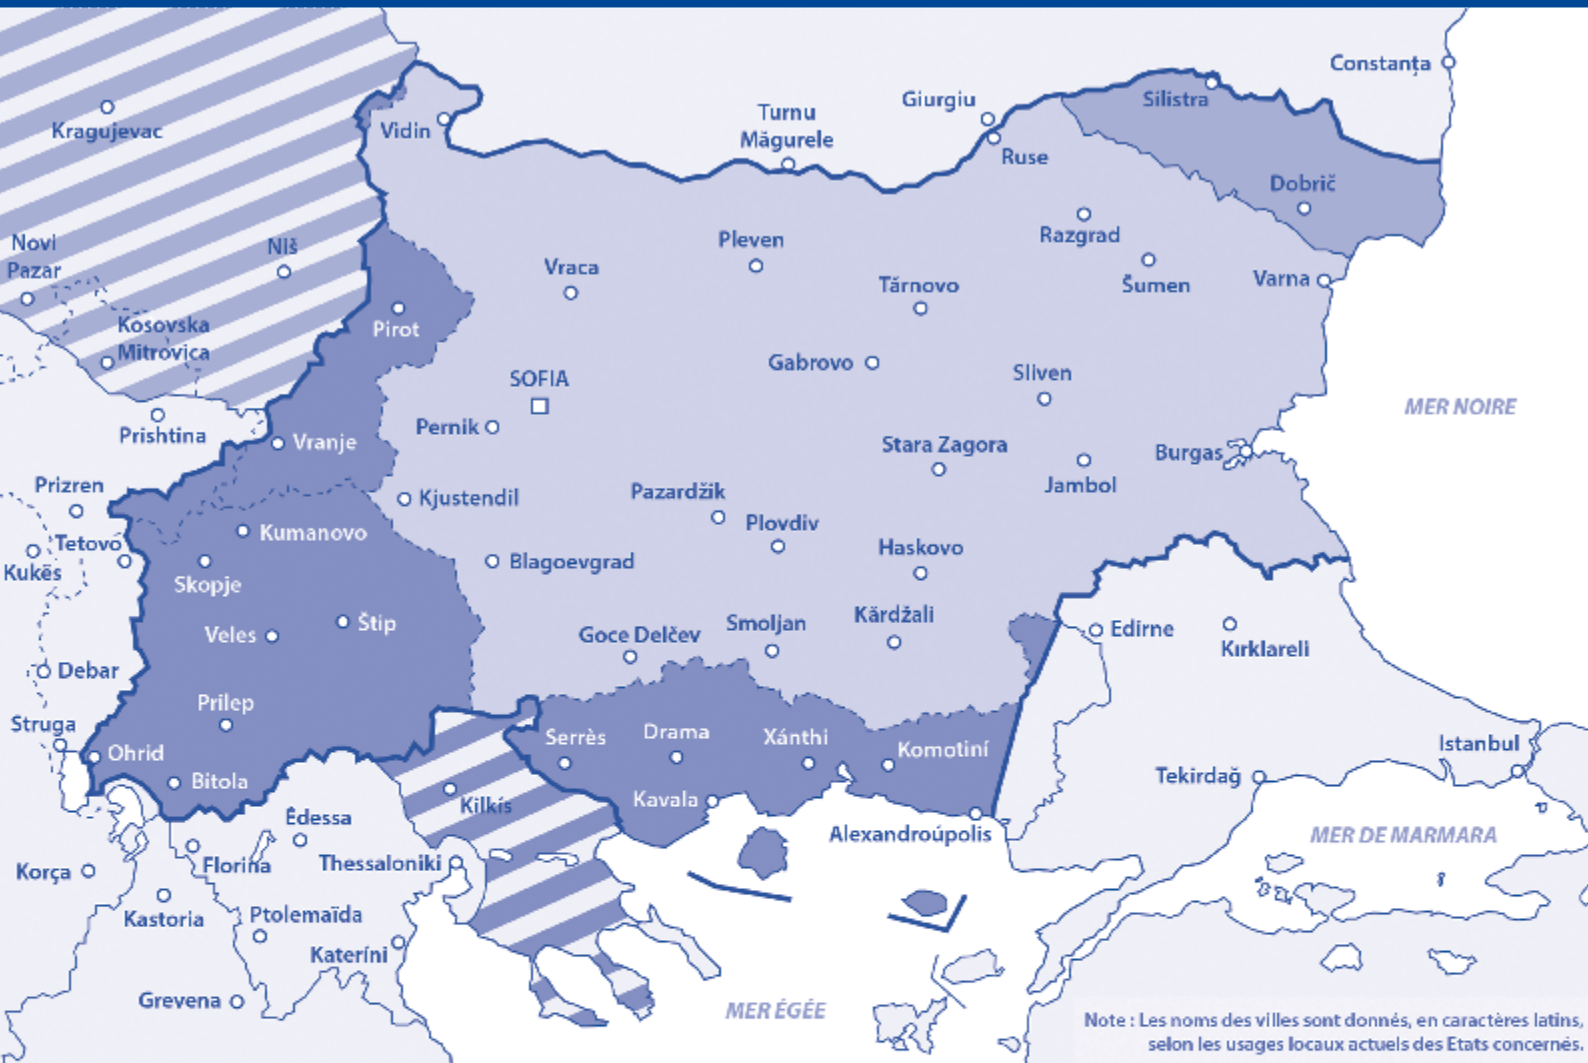 Constanţa
Kragujevac
Vidin
Turnu
Măgurele
Giurgiu
Ruse
Silistra
Dobrič
Novi
Pazar
Niš
Pirot
Vraca
Pleven
Tărnovo
Razgrad
Šumen
Varna
Kosovska
Mitrovica
Gabrovo
Sliven
SOFIA
MER NOIRE
Prishtina
Vranje
Pernik
Stara Zagora
Burgas
Jambol
Prizren
Kjustendil
Pazardžik
Plovdiv
Tetovo
Kukës
Kumanovo
Skopje
Blagoevgrad
Haskovo
Veles
Štip
Goce Delčev
Smoljan
Kărdžali
Edirne
Kırklareli
Debar
Prilep
Struga
Ohrid
Bitola
Serrès
Drama
Xánthi
Komotiní
Istanbul
Tekirdağ
Kilkís
Kavala
Édessa
Alexandroúpolis
MER DE MARMARA
Korça
Florina
Thessaloniki
Kastoria
Ptolemaïda
Kateríni
Grevena
MER ÉGÉE
Note : Les noms des villes sont donnés, en caractères latins,
selon les usages locaux actuels des Etats concernés.